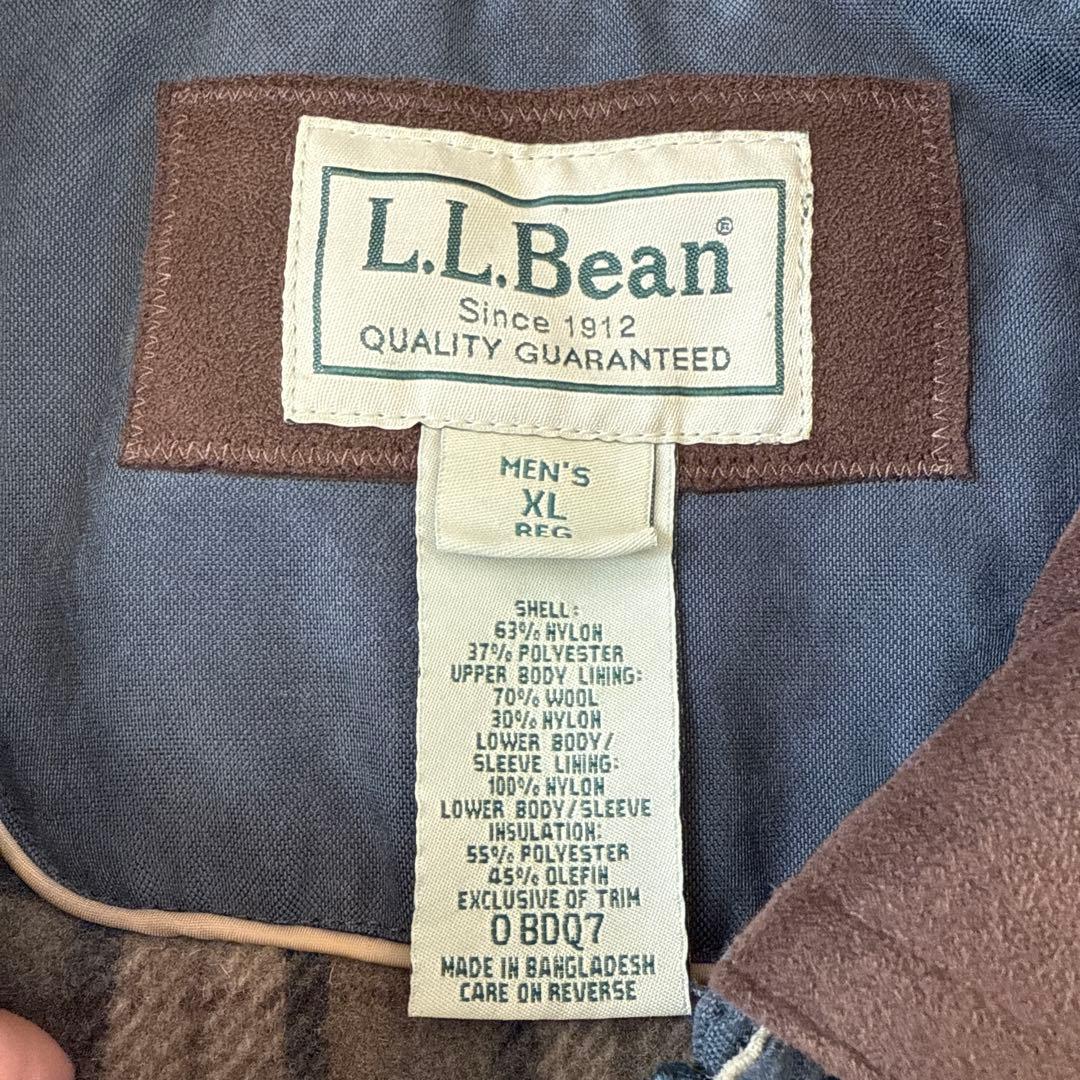 L.L.Bean®
Since 1912
QUALITY GUARANTEED
MEN'S
XL
REG
SHELL:
63% NYLON
37% POLYESTER
UPPER BODY LINING:
70% WOOL
30% NYLON
LOWER BODY/
SLEEVE LINING:
100% NYLON
LOWER BODY/SLEEVE
INSULATION:
55% POLYESTER
45% OLEFIN
EXCLUSIVE OF TRIM
0 BDQ7
MADE IN BANGLADESH
CARE ON REVERSE